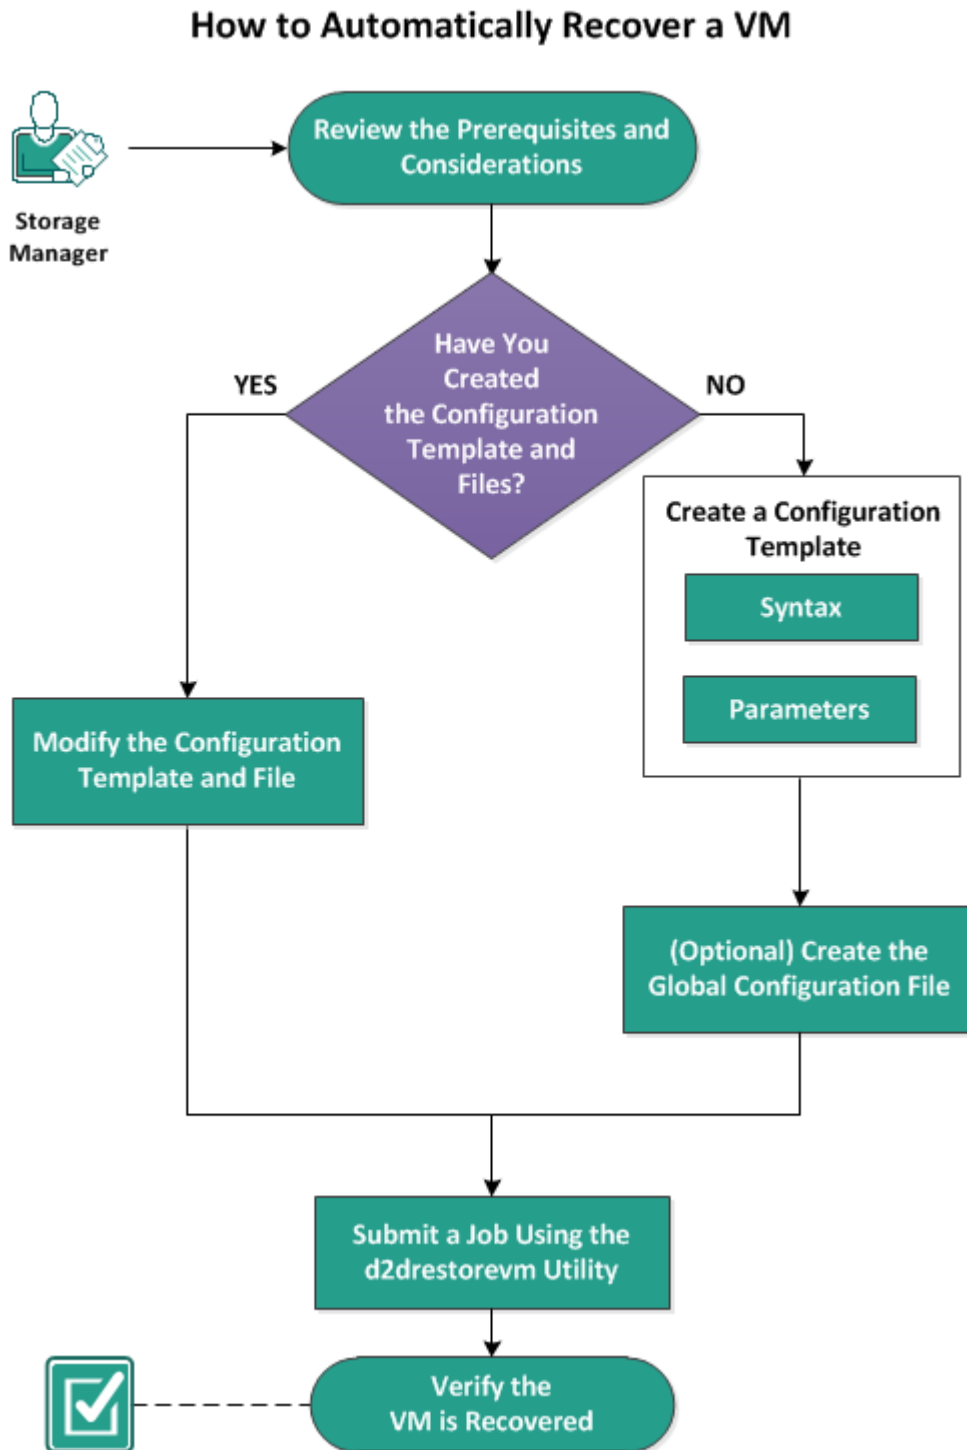 How to Automatically Recover a VM
Review the Prerequisites and
Considerations
Storage
Manager
Have You
Created
the Configuration
Template and
Files?
YES
NO
Create a Configuration
Template
Syntax
Parameters
Modify the Configuration
Template and File
(Optional) Create the
Global Configuration File
Submit a Job Using the
d2drestorevm Utility
Verify the
VM is Recovered